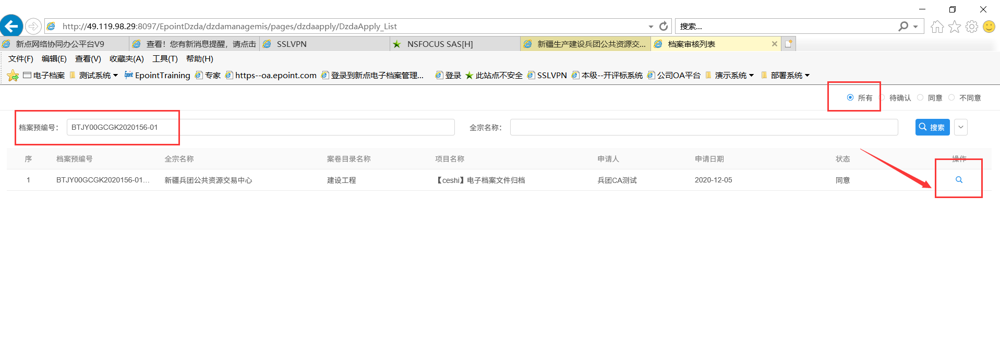 http://49.119.98.29:8097/EpointDzda/dzdamanagemis/pages/dzdaapply/DzdaApply_List 搜索...
新点网络协同办公平台V9 查看！您有新消息提醒，请点击 SSLVPN NSFOCUS SAS[H] 新疆生产建设兵团公共资源交... 档案审核列表
文件(F) 编辑(E) 查看(V) 收藏夹(A) 工具(T) 帮助(H)
电子档案 测试系统 EpointTraining 专家 https--oa.epoint.com 登录到新点电子档案管理... 登录 此站点不安全 SSLVPN 本级--开评标系统 公司OA平台 演示系统 部署系统
所有 待确认 同意 不同意
档案预编号： BTJY00GCGK2020156-01 全宗名称： 搜索
序 档案预编号 全宗名称 案卷目录名称 项目名称 申请人 申请日期 状态 操作
1 BTJY00GCGK2020156-01... 新疆兵团公共资源交易中心 建设工程 【ceshi】电子档案文件归档 兵团CA测试 2020-12-05 同意